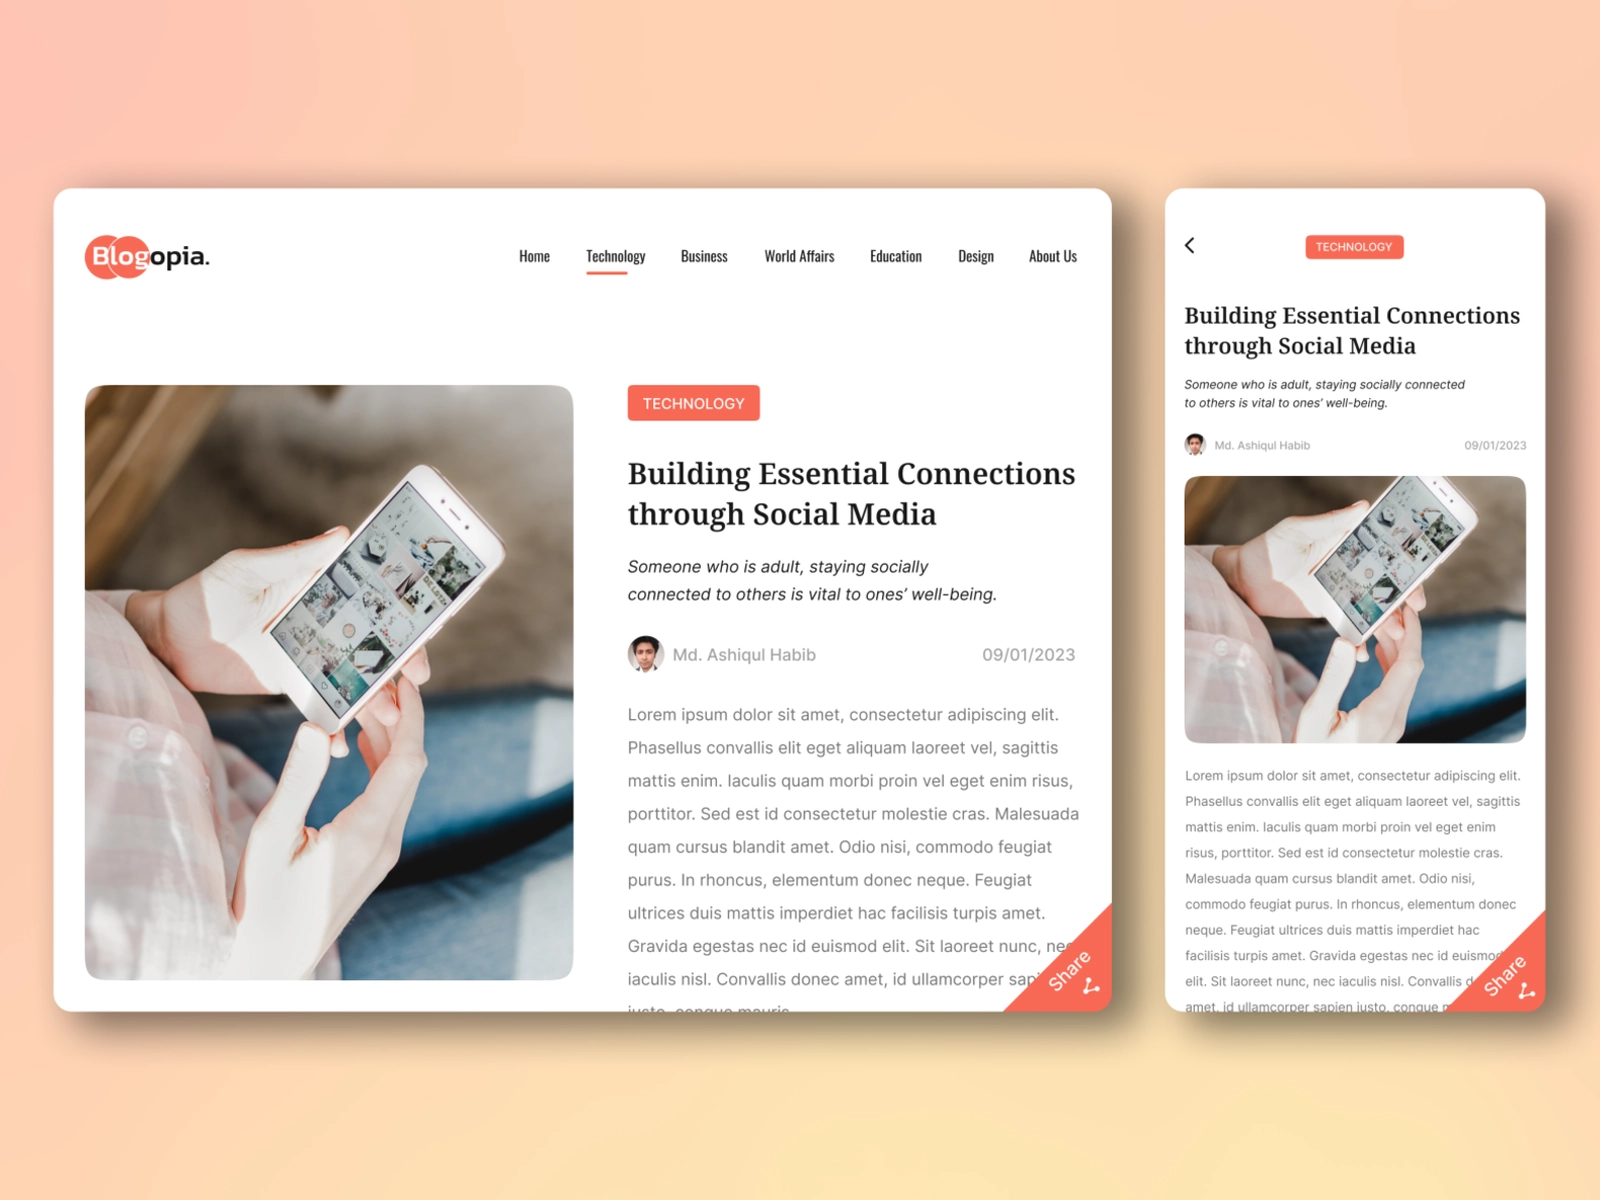 Blogopia.
Home Technology Business World Affairs Education Design About Us
TECHNOLOGY
Building Essential Connections
through Social Media
Someone who is adult, staying socially
connected to others is vital to ones’ well-being.
Md. Ashiqul Habib 09/01/2023
Lorem ipsum dolor sit amet, consectetur adipiscing elit.
Phasellus convallis elit eget aliquam laoreet vel, sagittis
mattis enim. Iaculis quam morbi proin vel eget enim risus,
porttitor. Sed est id consectetur molestie cras. Malesuada
quam cursus blandit amet. Odio nisi, commodo feugiat
purus. In rhoncus, elementum donec neque. Feugiat
ultrices duis mattis imperdiet hac facilisis turpis amet.
Gravida egestas nec id euismod elit. Sit laoreet nunc, nec
iaculis nisl. Convallis donec amet, id ullamcorper
justo, congue mauris.
Share
TECHNOLOGY
Building Essential Connections
through Social Media
Someone who is adult, staying socially connected
to others is vital to ones’ well-being.
Md. Ashiqul Habib 09/01/2023
Lorem ipsum dolor sit amet, consectetur adipiscing elit.
Phasellus convallis elit eget aliquam laoreet vel, sagittis
mattis enim. Iaculis quam morbi proin vel eget enim
risus, porttitor. Sed est id consectetur molestie cras.
Malesuada quam cursus blandit amet. Odio nisi,
commodo feugiat purus. In rhoncus, elementum donec
neque. Feugiat ultrices duis mattis imperdiet hac
facilisis turpis amet. Gravida egestas nec id euismod
elit. Sit laoreet nunc, nec iaculis nisl. Convallis
amet, id ullamcorper sapien justo, congue
Share